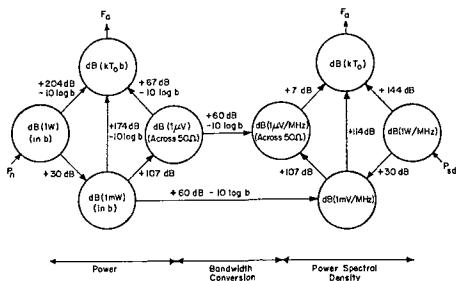 Fa
Fa
dB (kTo b)
dB (kTo)
+204 dB
-10 log b
+67 dB
-10 log b
+7 dB
+144 dB
dB (1W)
(in b)
+174 dB
-10 log b
dB (1μV)
(Across 50Ω)
+60 dB
-10 log b
dB(1μV/MHz)
(Across 50Ω)
+114 dB
dB(1W/MHz)
Pn
+30 dB
+107 dB
+107 dB
+30 dB
Psd
dB (1mW)
(in b)
+60 dB - 10 log b
dB(1mV/MHz)
Power
Bandwidth
Conversion
Power Spectral
Density